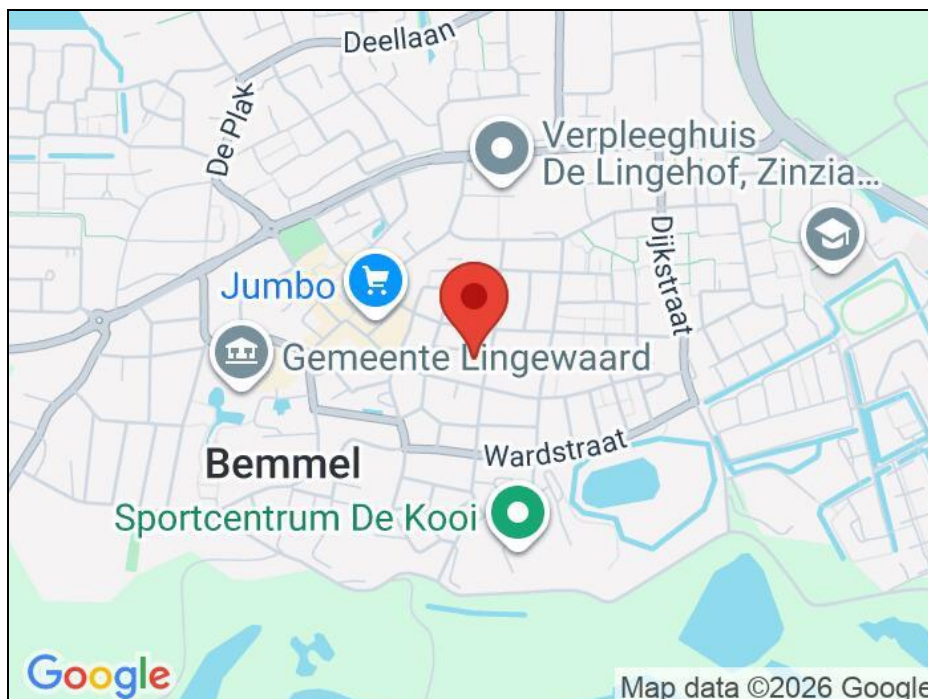 Deellaan
De Plak
Verpleeghuis
De Lingehof, Zinzia...
Dijkstraat
Jumbo
Gemeente Lingewaard
Wardstraat
Bemmel
Sportcentrum De Kooi
Google
Map data ©2026 Google